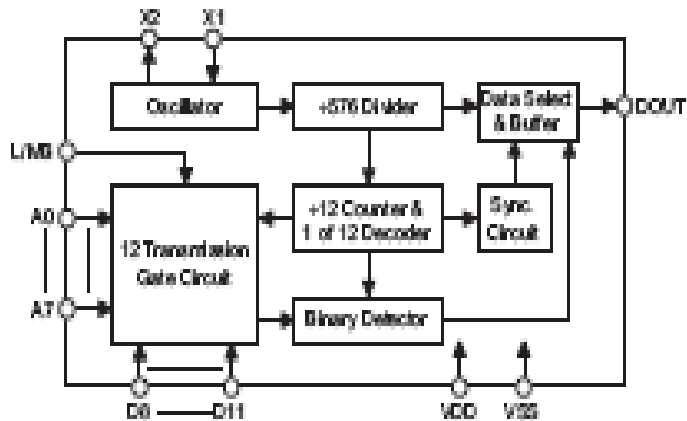 X2 X1
Oscillator
÷576 Divider
Data Select
& Buffer
DOUT
L/MB
A0
÷12 Counter &
1 of 12 Decoder
Sync.
Circuit
12 Transmission
Gate Circuit
A7
Binary Detector
D8 D11 VDD VSS